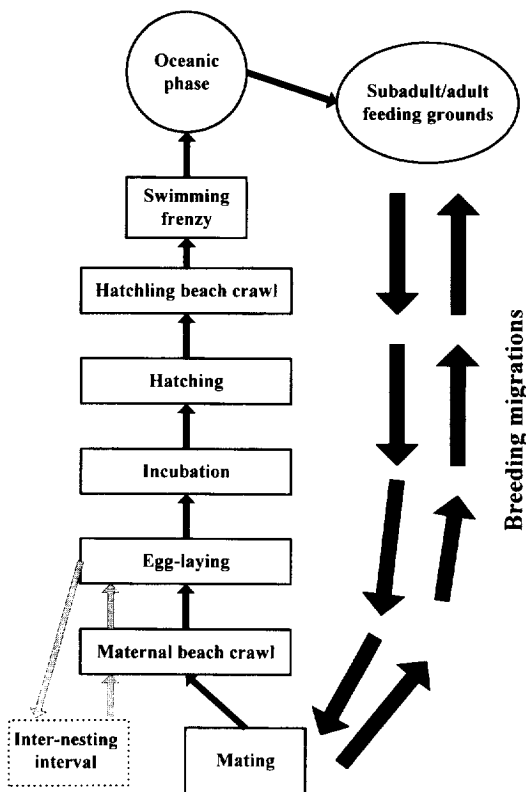 Oceanic
phase
Subadult/adult
feeding grounds
Swimming
frenzy
Hatchling beach crawl
Hatching
Incubation
Egg-laying
Maternal beach crawl
Inter-nesting
interval
Mating
Breeding migrations